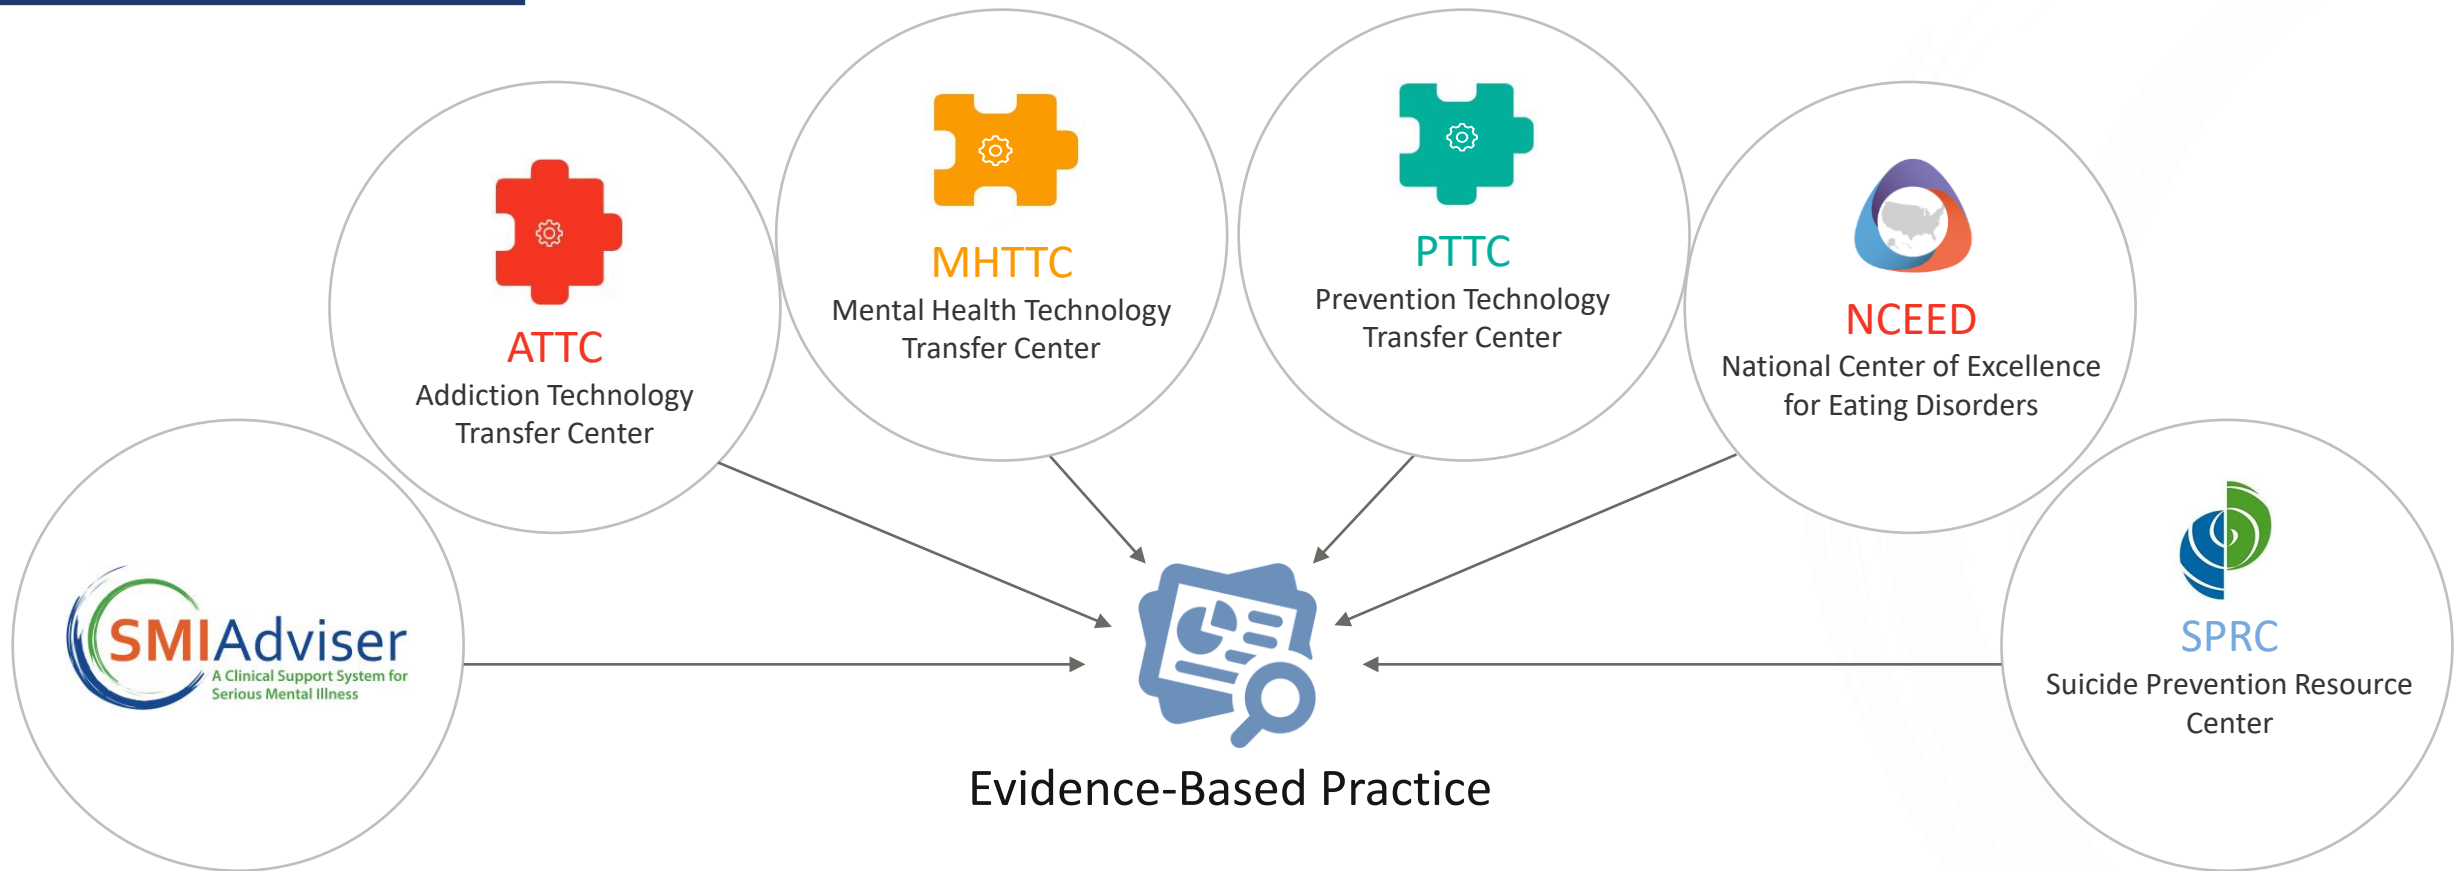 SMIAdviser
A Clinical Support System for
Serious Mental Illness
ATTC
Addiction Technology
Transfer Center
MHTTC
Mental Health Technology
Transfer Center
PTTC
Prevention Technology
Transfer Center
NCEED
National Center of Excellence
for Eating Disorders
SPRC
Suicide Prevention Resource
Center
Evidence-Based Practice